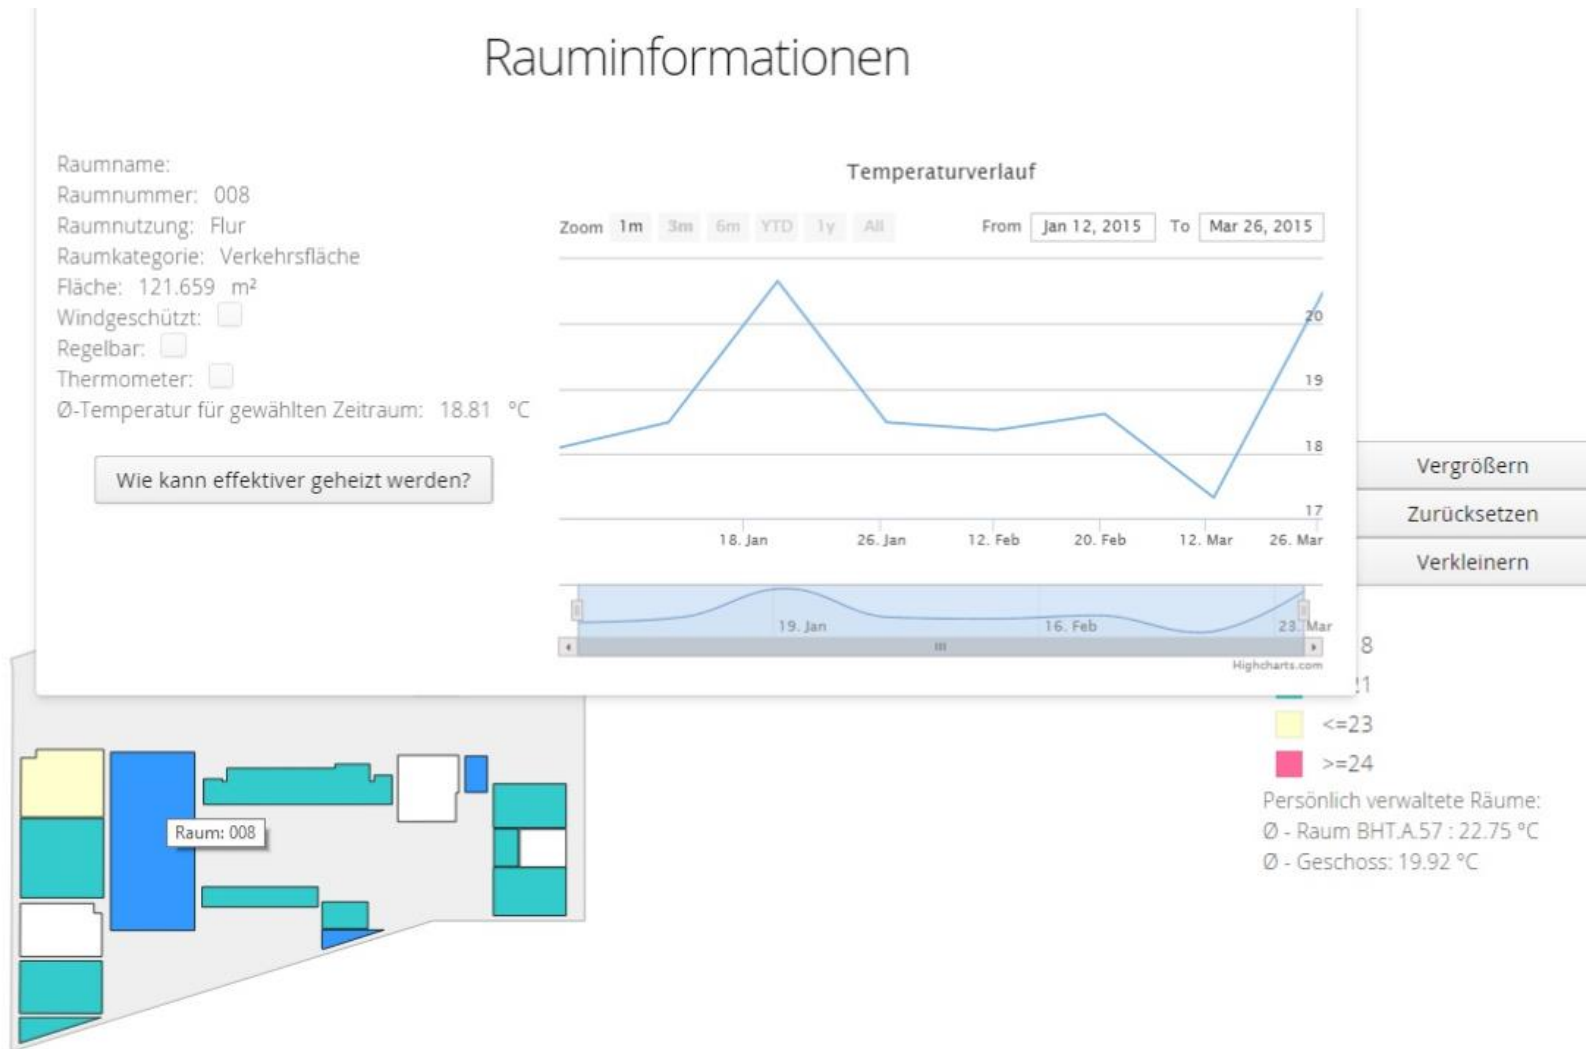 Rauminformationen
Raumname:
Raumnummer: 008
Raumnutzung: Flur
Raumkategorie: Verkehrsfläche
Fläche: 121.659 m²
Windgeschützt:
Regelbar:
Thermometer:
Ø-Temperatur für gewählten Zeitraum: 18.81 °C
Wie kann effektiver geheizt werden?
Temperaturverlauf
Zoom 1m 3m 6m YTD 1y All From Jan 12, 2015 To Mar 26, 2015
20
19
18
17
18. Jan 26. Jan 12. Feb 20. Feb 12. Mar 26. Mar
19. Jan 16. Feb 23. Mar
Highcharts.com
Vergrößern
Zurücksetzen
Verkleinern
8
21
<=23
>=24
Persönlich verwaltete Räume:
Ø - Raum BHT.A.57 : 22.75 °C
Ø - Geschoss: 19.92 °C
Raum: 008